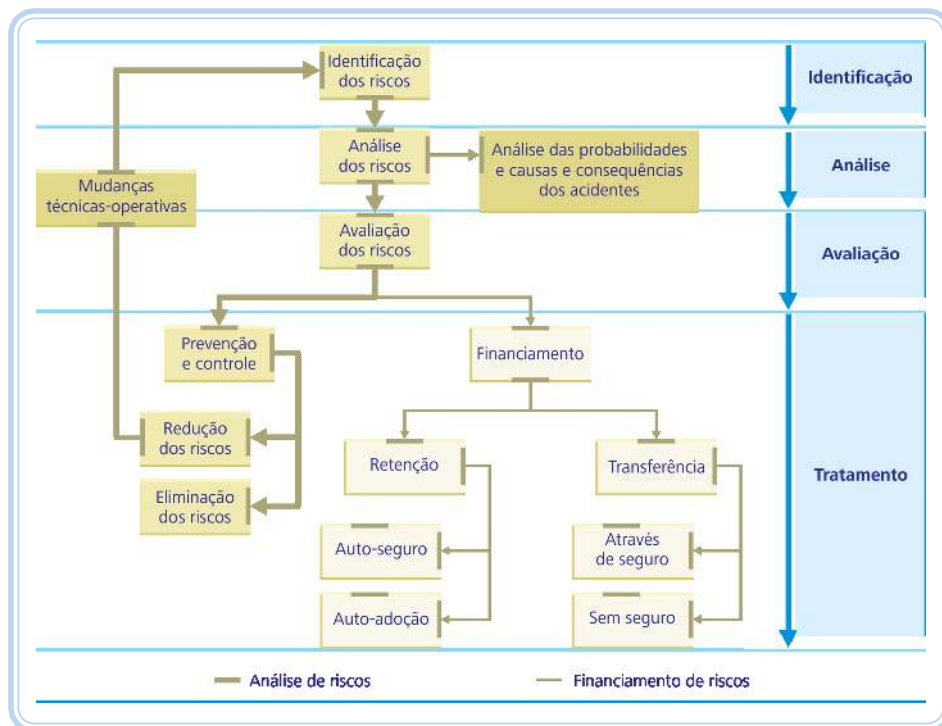 Identificação
dos riscos
Identificação
Análise
dos riscos
Análise das probabilidades
e causas e consequências
dos acidentes
Análise
Mudanças
técnicas-operativas
Avaliação
dos riscos
Avaliação
Prevenção
e controle
Financiamento
Redução
dos riscos
Retenção
Transferência
Tratamento
Eliminação
dos riscos
Auto-seguro
Através
de seguro
Auto-adoção
Sem seguro
Análise de riscos
Financiamento de riscos